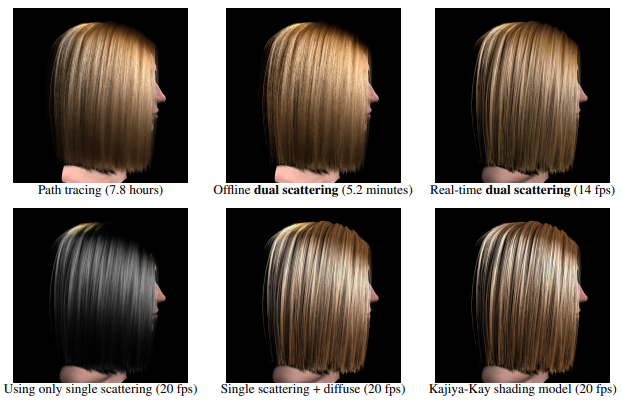 Path tracing (7.8 hours)
Offline dual scattering (5.2 minutes)
Real-time dual scattering (14 fps)
Using only single scattering (20 fps)
Single scattering + diffuse (20 fps)
Kajiya-Kay shading model (20 fps)